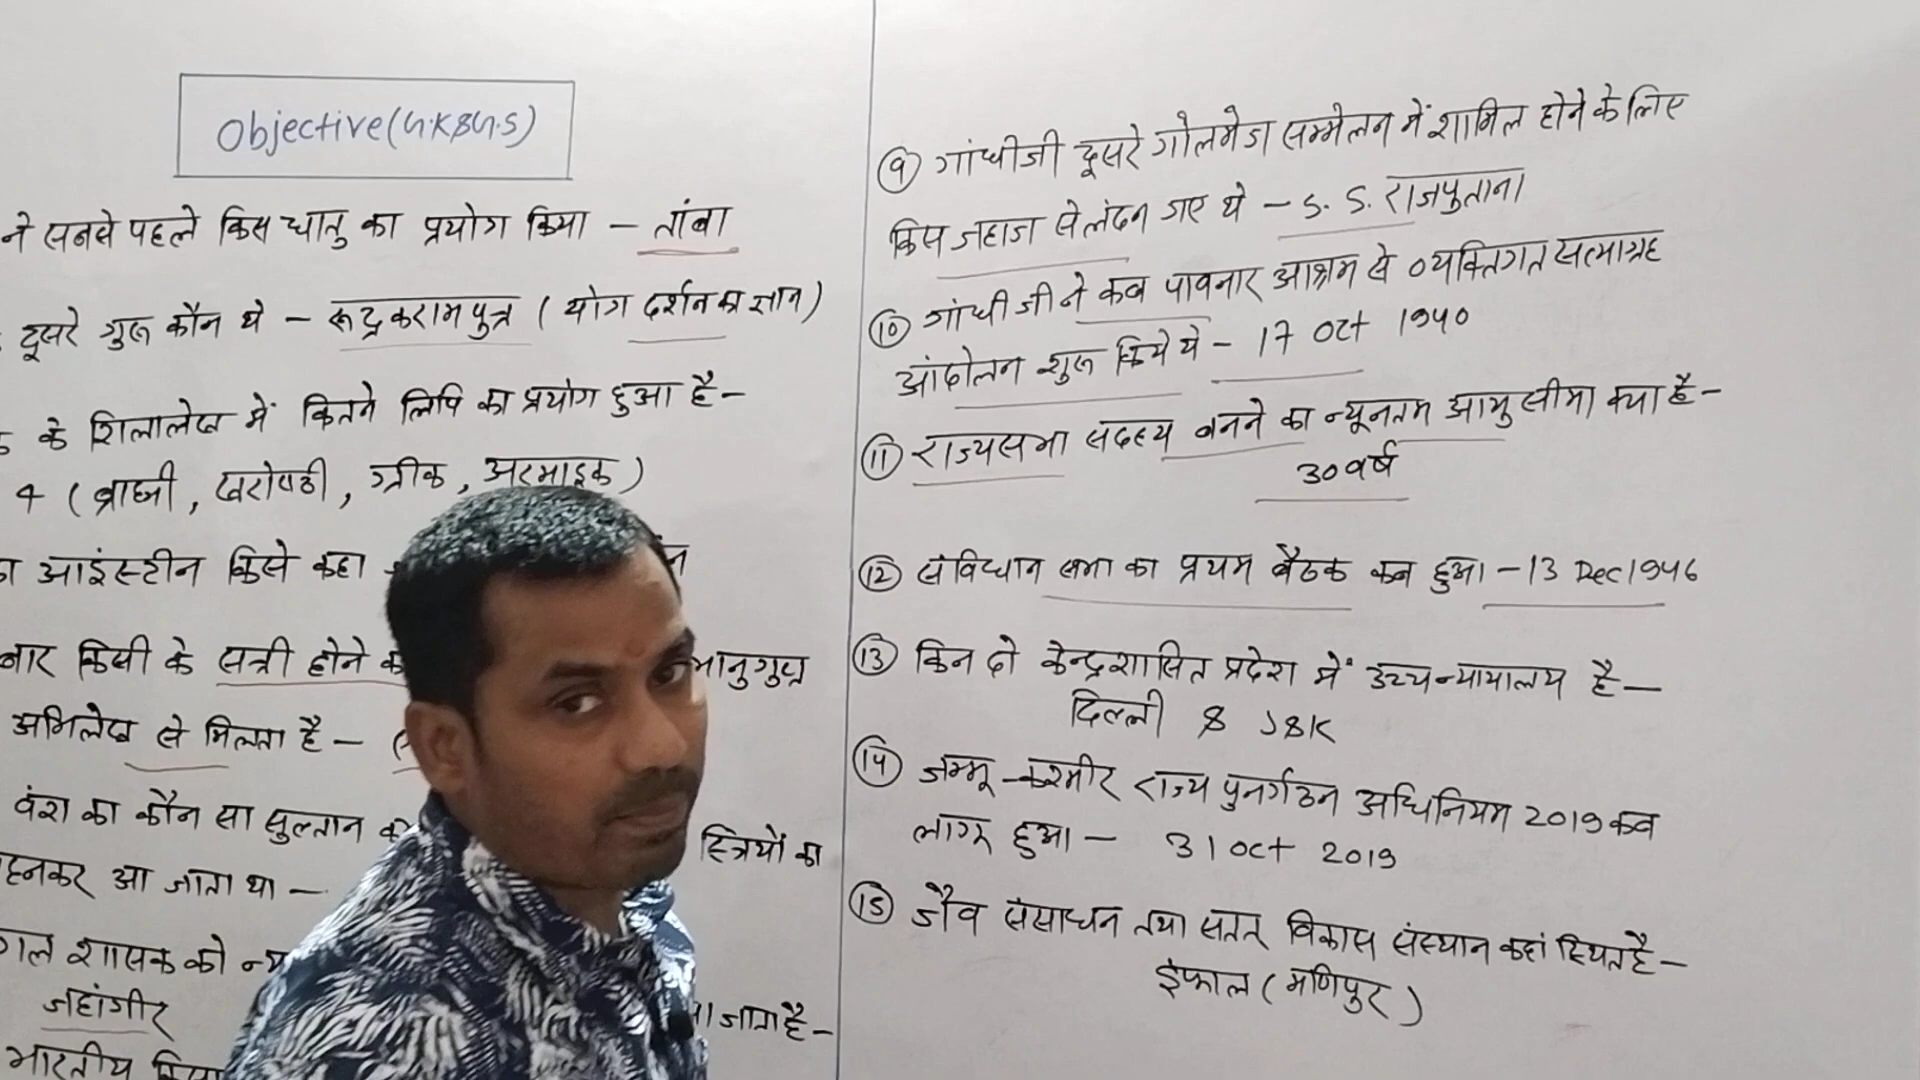 Objective(G.K&G.S)
ने सबसे पहले किस धातु का प्रयोग किया - तांबा
दूसरे गुरू कौन थे - रूद्रकरामपुत्र ( योग दर्शन का ज्ञान )
के शिलालेख में कितने लिपि का प्रयोग हुआ है-
4 ( ब्राह्मी , खरोष्ठी , ग्रीक , अरमाइक )
आइंस्टीन किसे कहा
बार किसी के सती होने भानुगुप्त
अभिलेख से मिलता है -
वंश का कौन सा सुल्तान स्त्रियों का
पहनकर आ जाता था -
शासक को
जाता है-
जहांगीर
भारतीय
⑨ गांधीजी दूसरे गोलमेज सम्मेलन में शामिल होने के लिए
किस जहाज से लंदन गए थे - S. S. राजपुताना
⑩ गांधी जी ने कब पावनार आश्रम से व्यक्तिगत सत्याग्रह
आंदोलन शुरू किये थे - 17 Oct 1940
⑪ राज्यसभा सदस्य बनने का न्यूनतम आयु सीमा क्या है-
30 वर्ष
⑫ संविधान सभा का प्रथम बैठक कब हुआ - 13 Dec 1946
⑬ किन दो केन्द्रशासित प्रदेश में उच्च न्यायालय है-
दिल्ली & J&K
⑭ जम्मू-कश्मीर राज्य पुनर्गठन अधिनियम 2019 कब
लागू हुआ - 31 Oct 2019
⑮ जैव संसाधन तथा सतत् विकास संस्थान कहां स्थित है-
इंफाल ( मणिपुर )